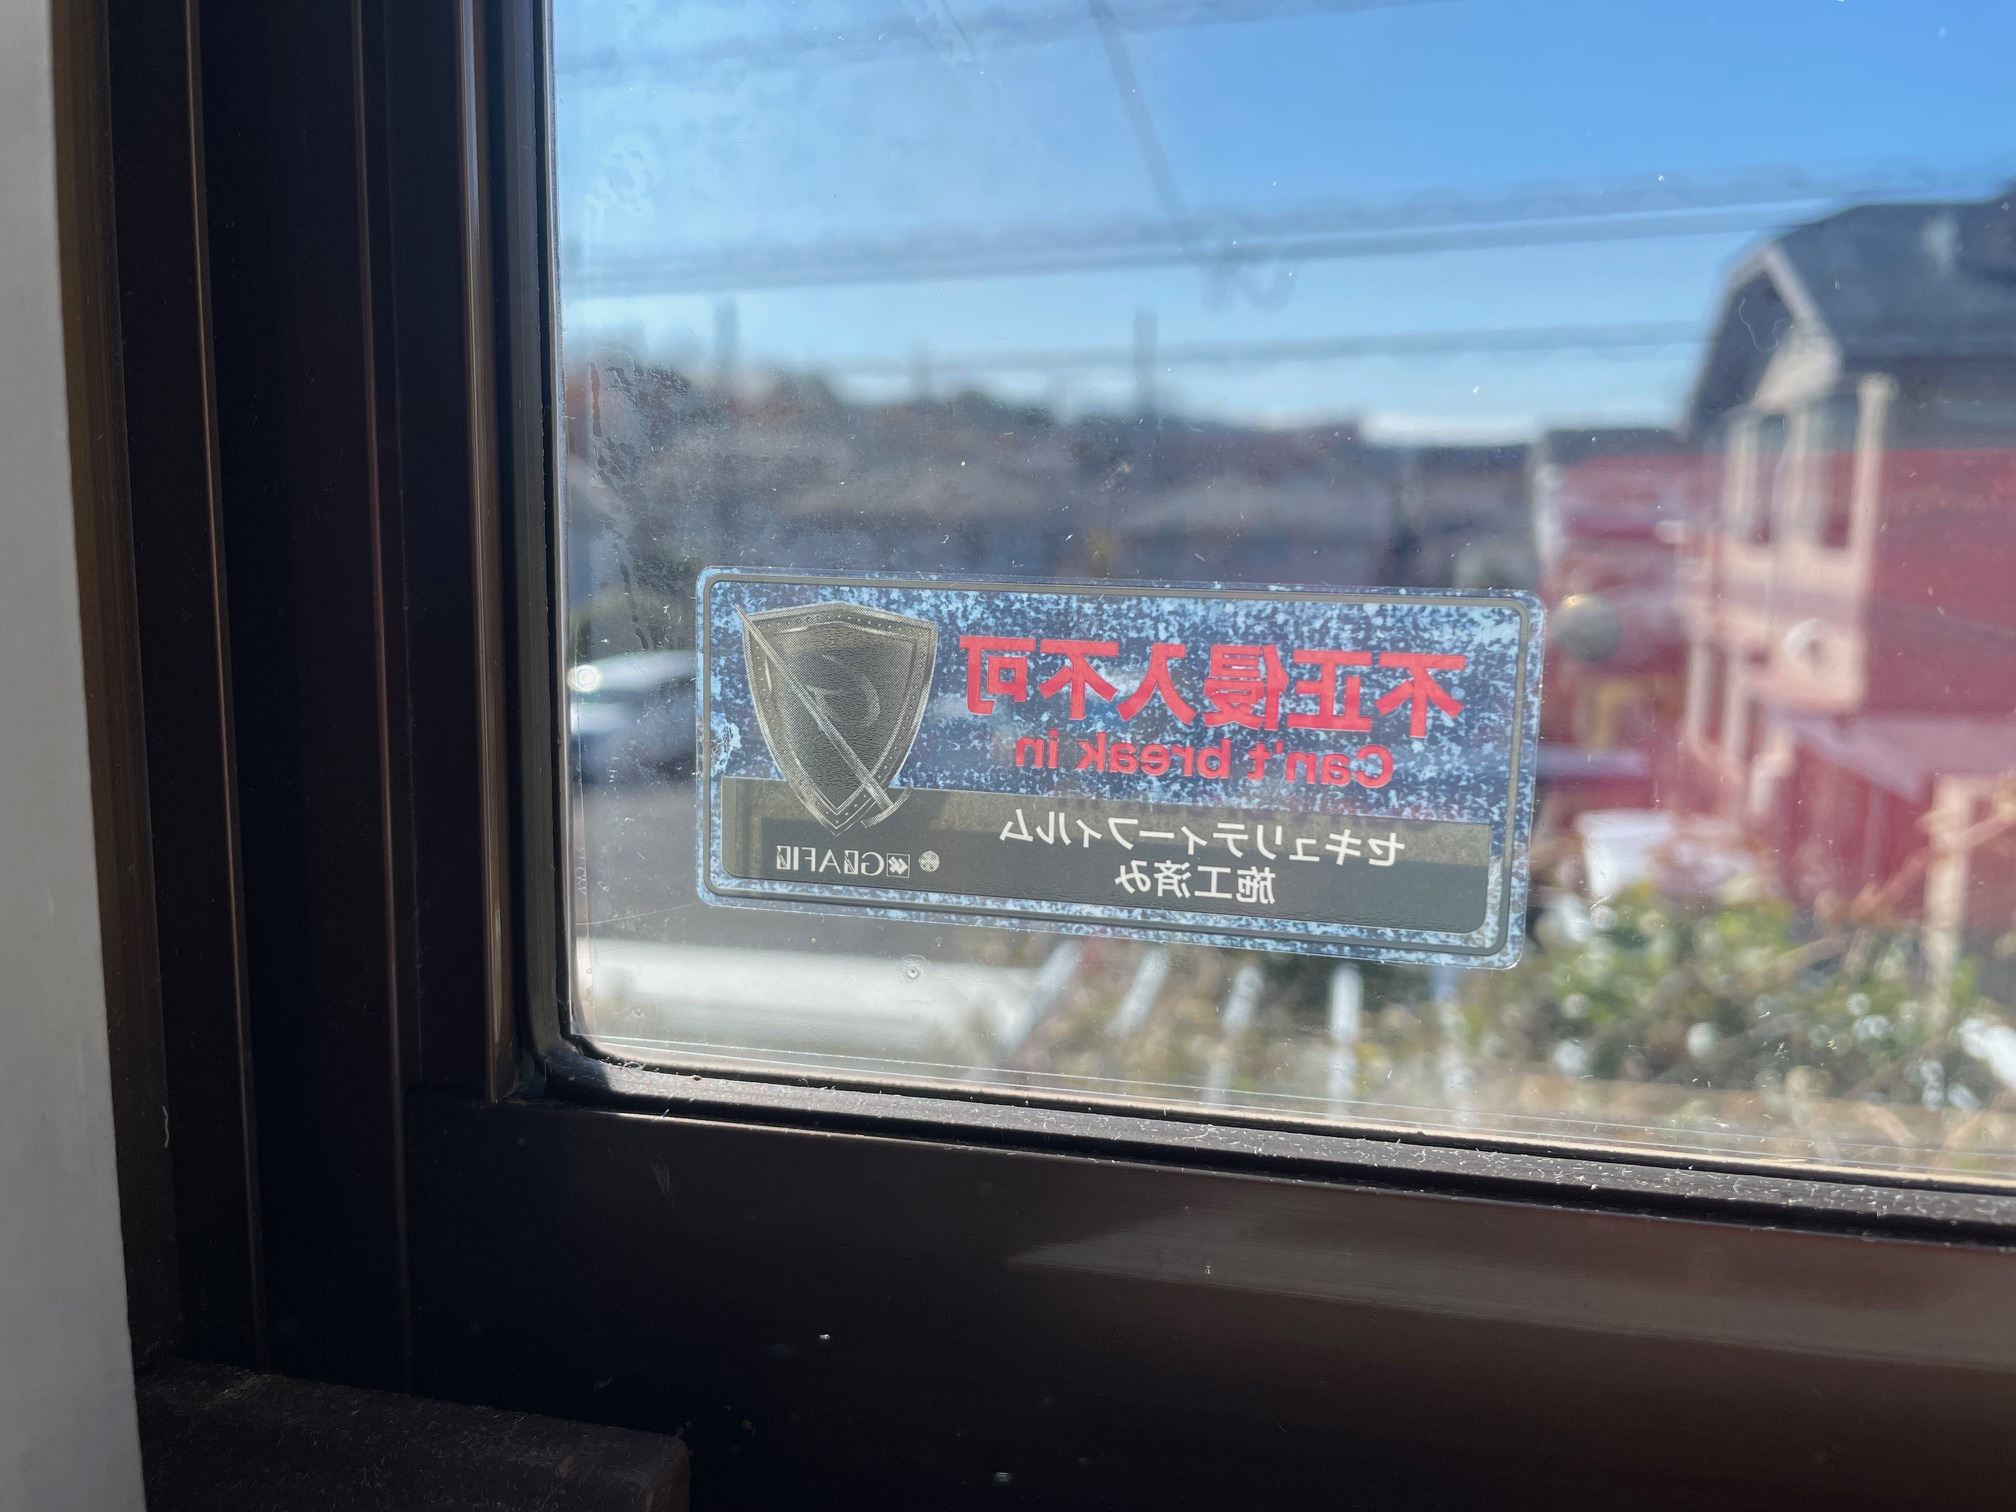 不正侵入不可
Can't break in
セキュリティーフィルム
施工済み